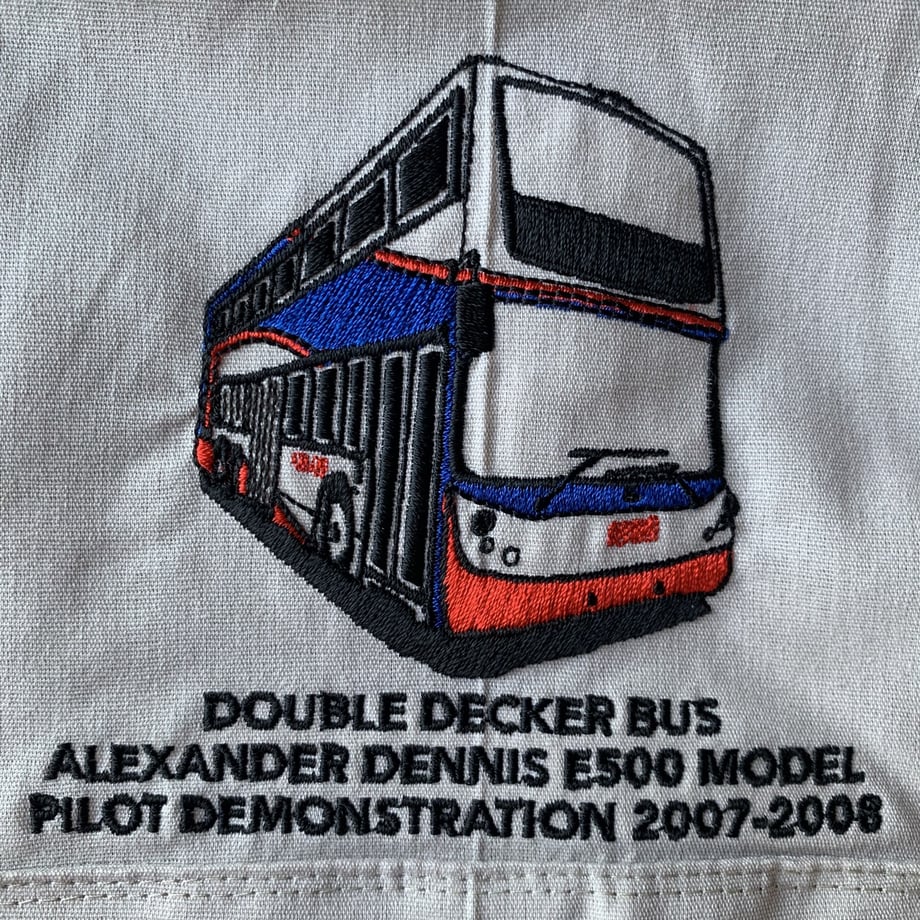 DOUBLE DECKER BUS
ALEXANDER DENNIS E500 MODEL
PILOT DEMONSTRATION 2007-2008